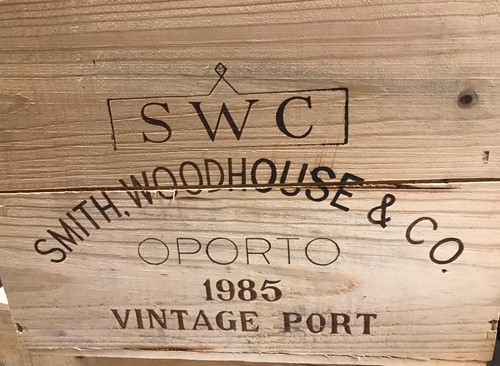 SWC
SMITH, WOODHOUSE & CO.
OPORTO
1985
VINTAGE PORT